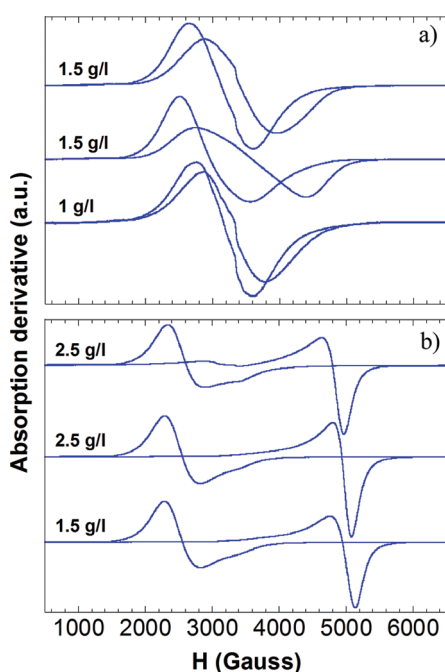 a)
1.5 g/l
1.5 g/l
1 g/l
b)
2.5 g/l
2.5 g/l
1.5 g/l
1000 2000 3000 4000 5000 6000
H (Gauss)
Absorption derivative (a.u.)